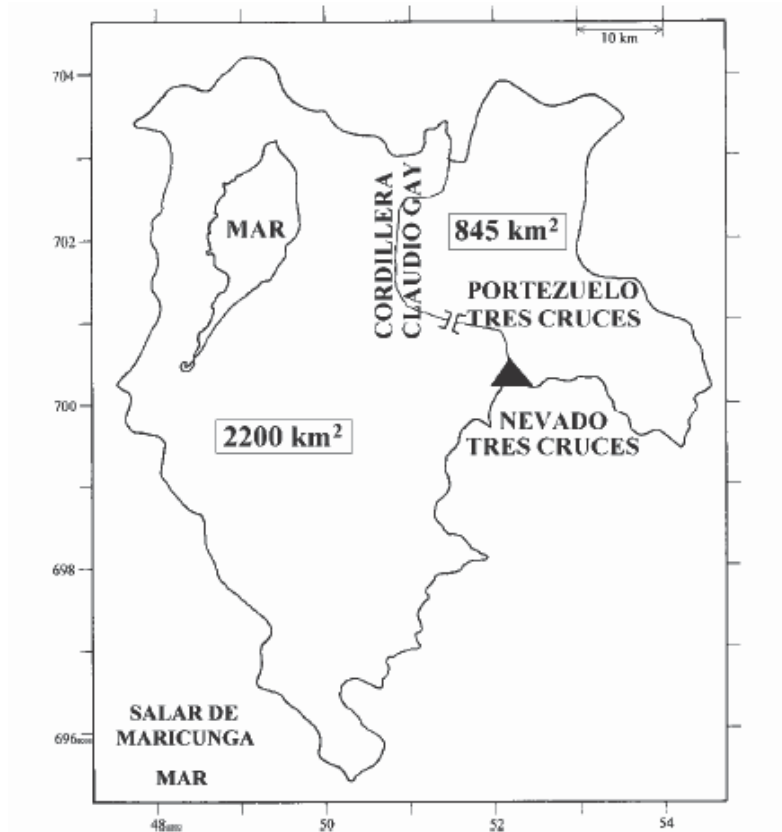 10 km
704
CORDILLERA
CLAUDIO GAY
MAR
845 km²
702
PORTEZUELO
TRES CRUCES
700
2200 km²
NEVADO
TRES CRUCES
698
SALAR DE
MARICUNGA
696
MAR
48
50
52
54